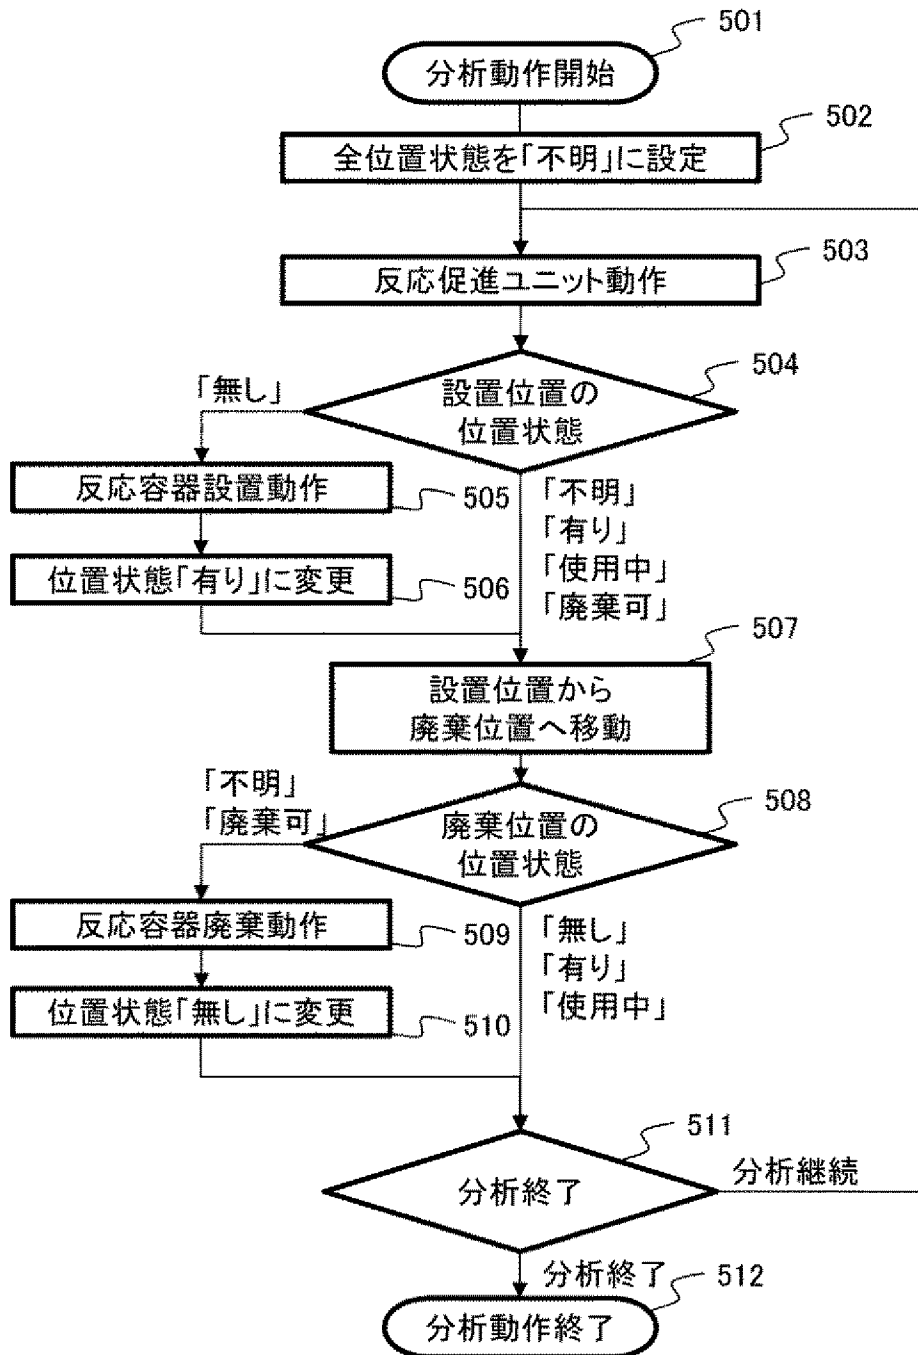 501
分析動作開始
502
全位置状態を「不明」に設定
503
反応促進ユニット動作
504
「無し」
設置位置の
位置状態
反応容器設置動作
505
「不明」
「有り」
「使用中」
「廃棄可」
位置状態「有り」に変更
506
507
設置位置から
廃棄位置へ移動
「不明」
「廃棄可」
508
廃棄位置の
位置状態
反応容器廃棄動作
509
「無し」
「有り」
「使用中」
位置状態「無し」に変更
510
511
分析終了
分析継続
分析終了
512
分析動作終了